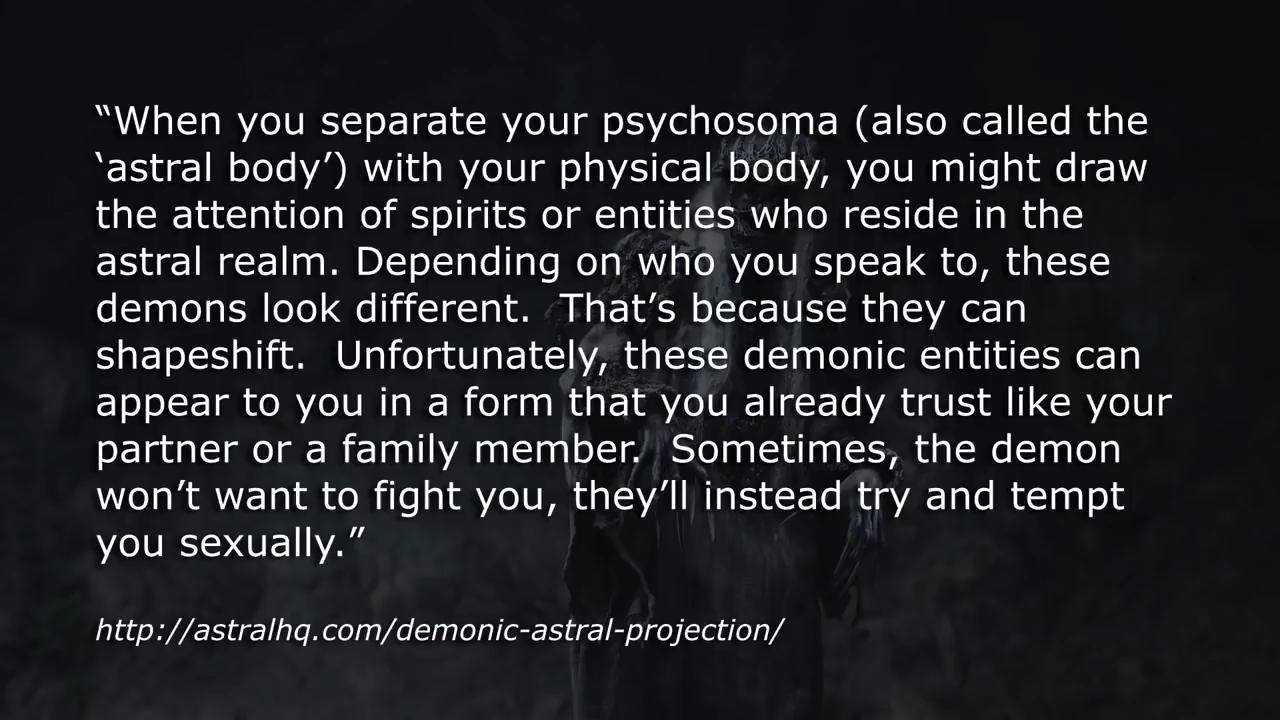 “When you separate your psychosoma (also called the
‘astral body’) with your physical body, you might draw
the attention of spirits or entities who reside in the
astral realm. Depending on who you speak to, these
demons look different.  That’s because they can
shapeshift.  Unfortunately, these demonic entities can
appear to you in a form that you already trust like your
partner or a family member.  Sometimes, the demon
won’t want to fight you, they’ll instead try and tempt
you sexually.”
http://astralhq.com/demonic-astral-projection/